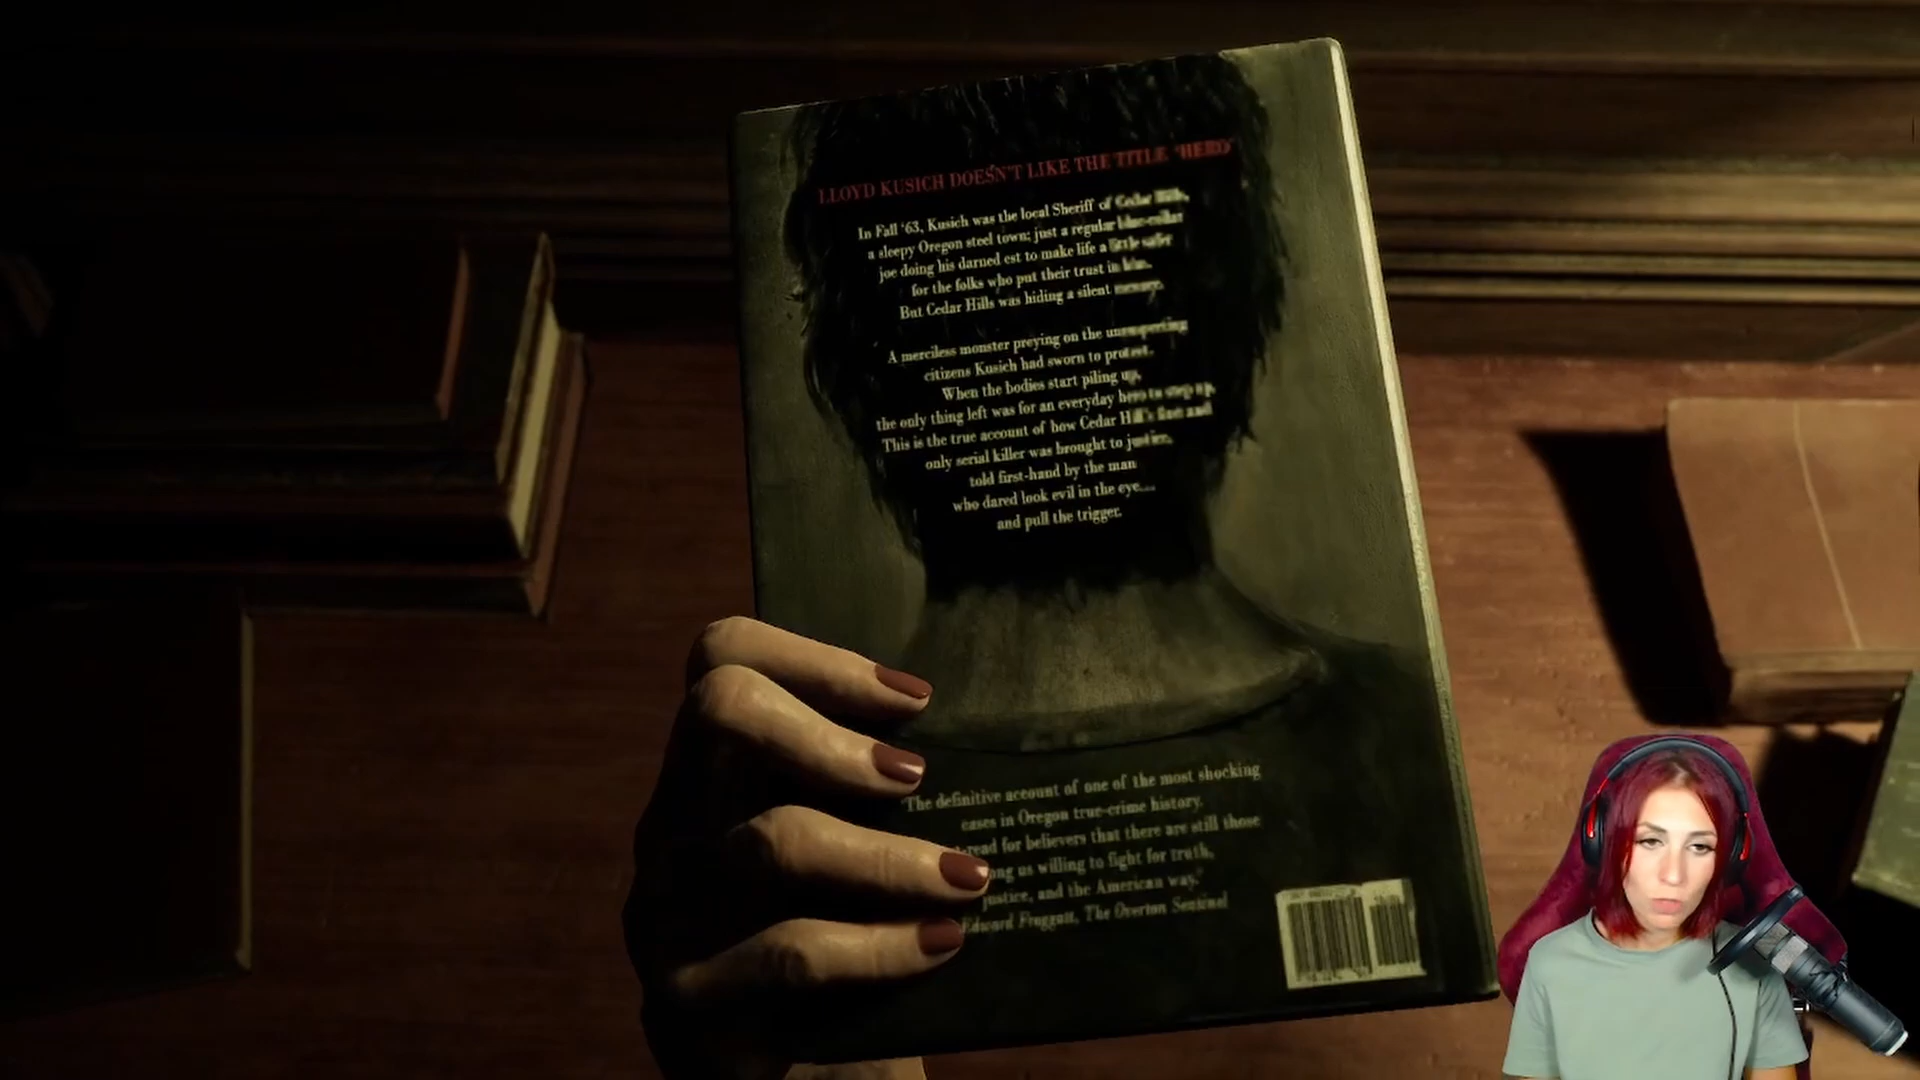 LLOYD KUSICH DOESN'T LIKE THE TITLE 'HERO'
In Fall '63, Kusich was the local Sheriff of Cedar Hills,
a sleepy Oregon steel town; just a regular blue-collar
joe doing his darned est to make life a little safer
for the folks who put their trust in him.
But Cedar Hills was hiding a silent menace.
A merciless monster preying on the unsuspecting
citizens Kusich had sworn to protect.
When the bodies start piling up,
the only thing left was for an everyday hero to step up.
This is the true account of how Cedar Hill's first and
only serial killer was brought to justice,
told first-hand by the man
who dared look evil in the eye...
and pull the trigger.
"The definitive account of one of the most shocking
cases in Oregon true-crime history.
-read for believers that there are still those
ong us willing to fight for truth,
justice, and the American way."
Edward Froggatt, The Overton Sentinel